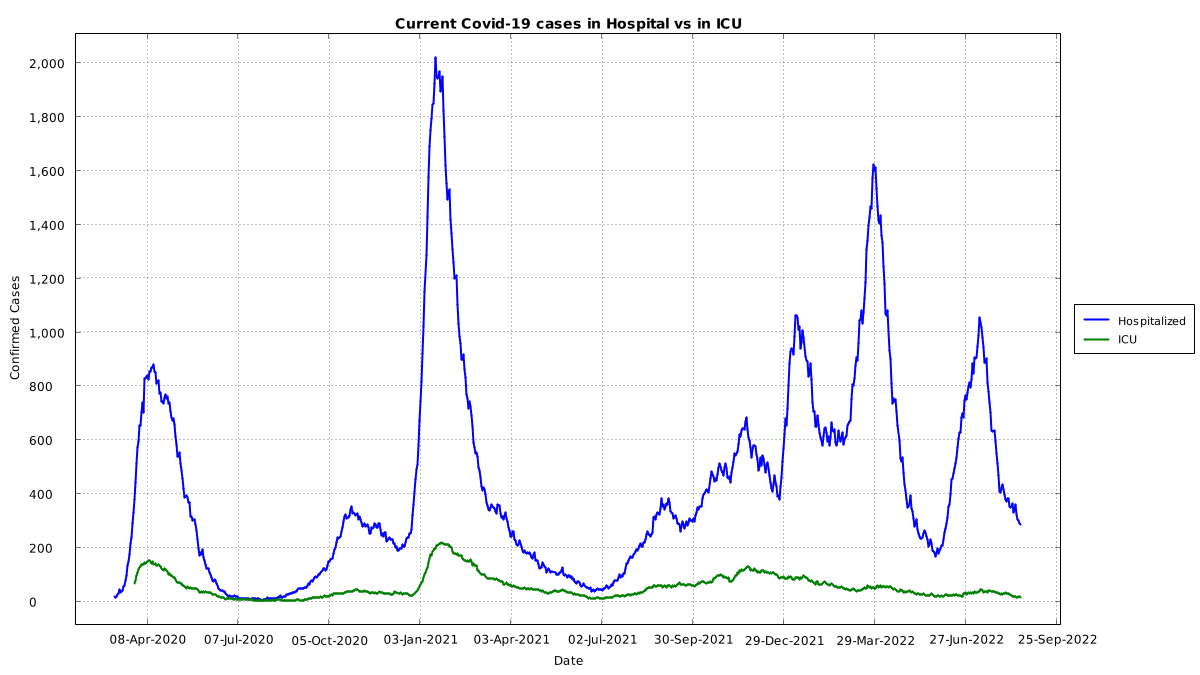 Current Covid-19 cases in Hospital vs in ICU
2,000
1,800
1,600
1,400
1,200
1,000
800
600
400
200
0
Confirmed Cases
08-Apr-2020 07-Jul-2020 05-Oct-2020 03-Jan-2021 03-Apr-2021 02-Jul-2021 30-Sep-2021 29-Dec-2021 29-Mar-2022 27-Jun-2022 25-Sep-2022
Date
Hospitalized
ICU